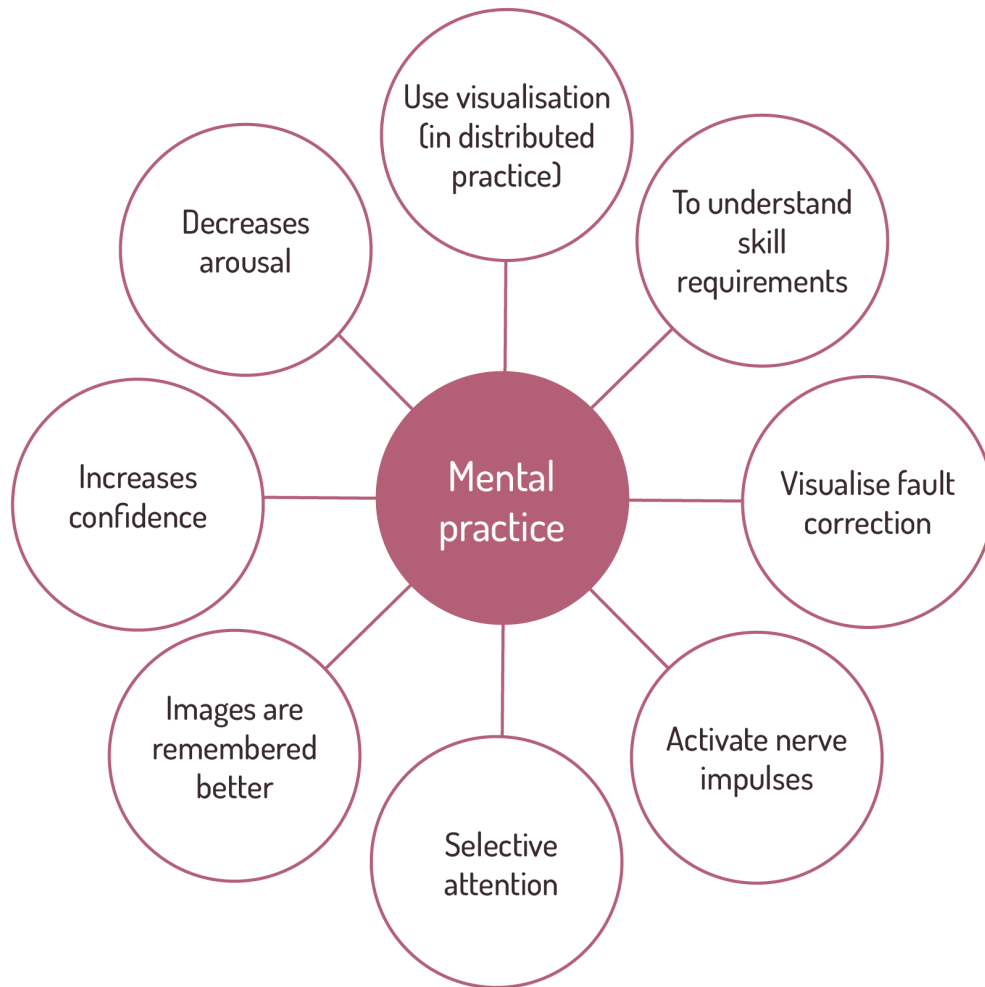 Use visualisation
(in distributed
practice)
To understand
skill
requirements
Visualise fault
correction
Activate nerve
impulses
Selective
attention
Images are
remembered
better
Increases
confidence
Decreases
arousal
Mental
practice